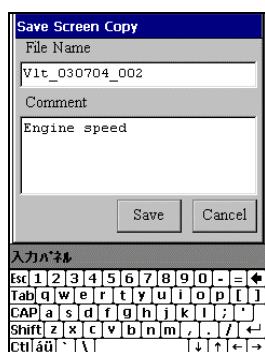 Save Screen Copy
File Name
Vlt_030704_002
Comment
Engine speed
Save Cancel
入力ﾊﾟﾈﾙ
Esc 1 2 3 4 5 6 7 8 9 0 - = ←
Tab q w e r t y u i o p [ ]
CAP a s d f g h j k l ; '
Shift z x c v b n m , . / ↵
Ctl áü ` \ ↓ ↑ ← →